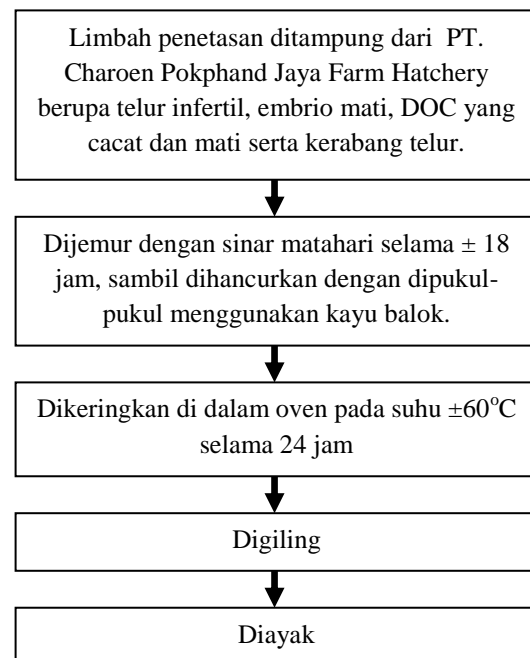 Limbah penetasan ditampung dari PT.
Charoen Pokphand Jaya Farm Hatchery
berupa telur infertil, embrio mati, DOC yang
cacat dan mati serta kerabang telur.
Dijemur dengan sinar matahari selama ± 18
jam, sambil dihancurkan dengan dipukul-
pukul menggunakan kayu balok.
Dikeringkan di dalam oven pada suhu ±60°C
selama 24 jam
Digiling
Diayak